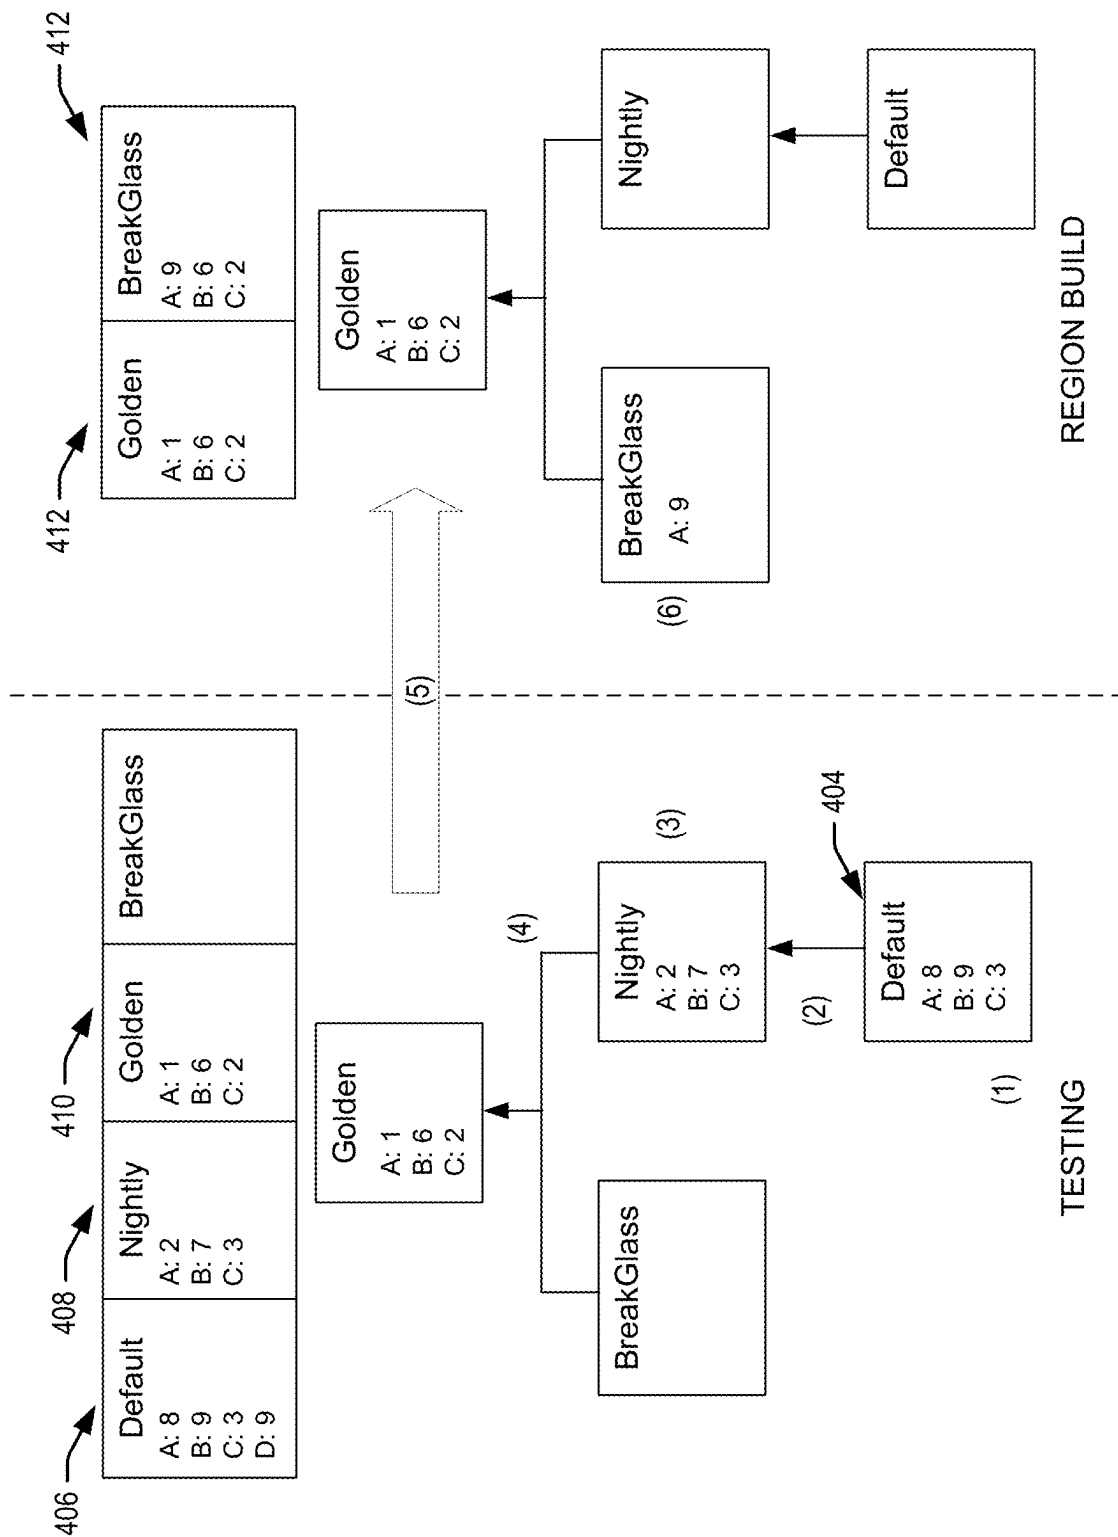 406
408
410
Default
A: 8
B: 9
C: 3
D: 9
Nightly
A: 2
B: 7
C: 3
Golden
A: 1
B: 6
C: 2
BreakGlass
Golden
A: 1
B: 6
C: 2
BreakGlass
(4)
Nightly
A: 2
B: 7
C: 3
(3)
(2)
404
Default
A: 8
B: 9
C: 3
(1)
TESTING
(5)
412
412
Golden
A: 1
B: 6
C: 2
BreakGlass
A: 9
B: 6
C: 2
Golden
A: 1
B: 6
C: 2
BreakGlass
A: 9
(6)
Nightly
Default
REGION BUILD